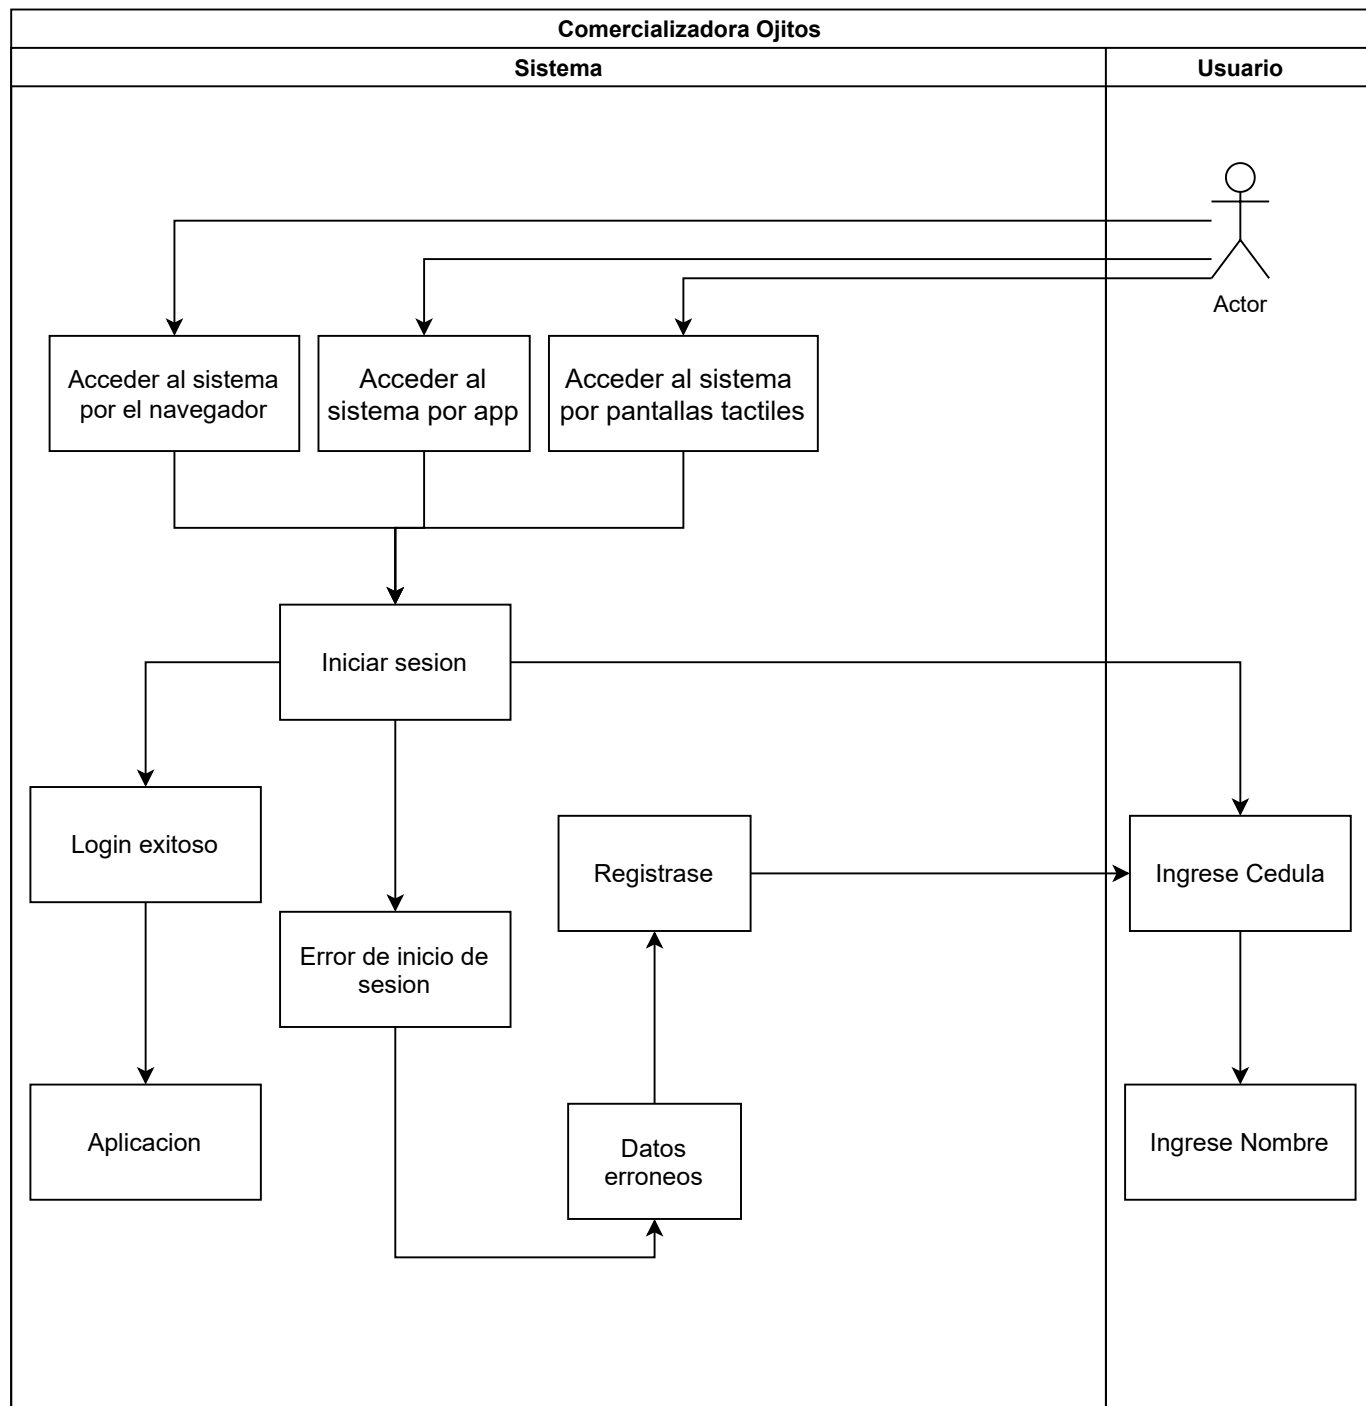 Comercializadora Ojitos
Sistema
Usuario
Actor
Acceder al sistema
por el navegador
Acceder al
sistema por app
Acceder al sistema
por pantallas tactiles
Iniciar sesion
Login exitoso
Registrase
Ingrese Cedula
Error de inicio de
sesion
Aplicacion
Datos
erroneos
Ingrese Nombre